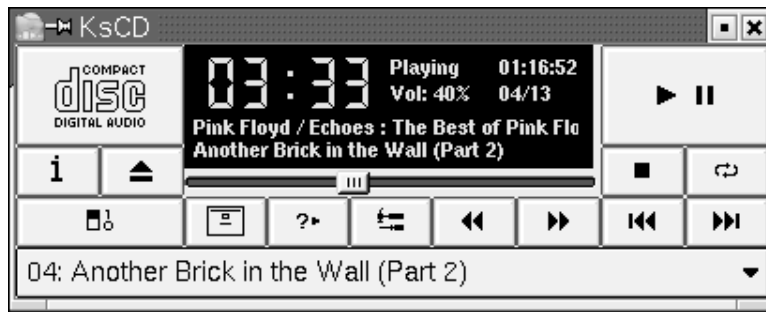 KsCD
COMPACT
disc
DIGITAL AUDIO
03:33
Playing 01:16:52
Vol: 40% 04/13
Pink Floyd / Echoes : The Best of Pink Flo
Another Brick in the Wall (Part 2)
i
?
04: Another Brick in the Wall (Part 2)